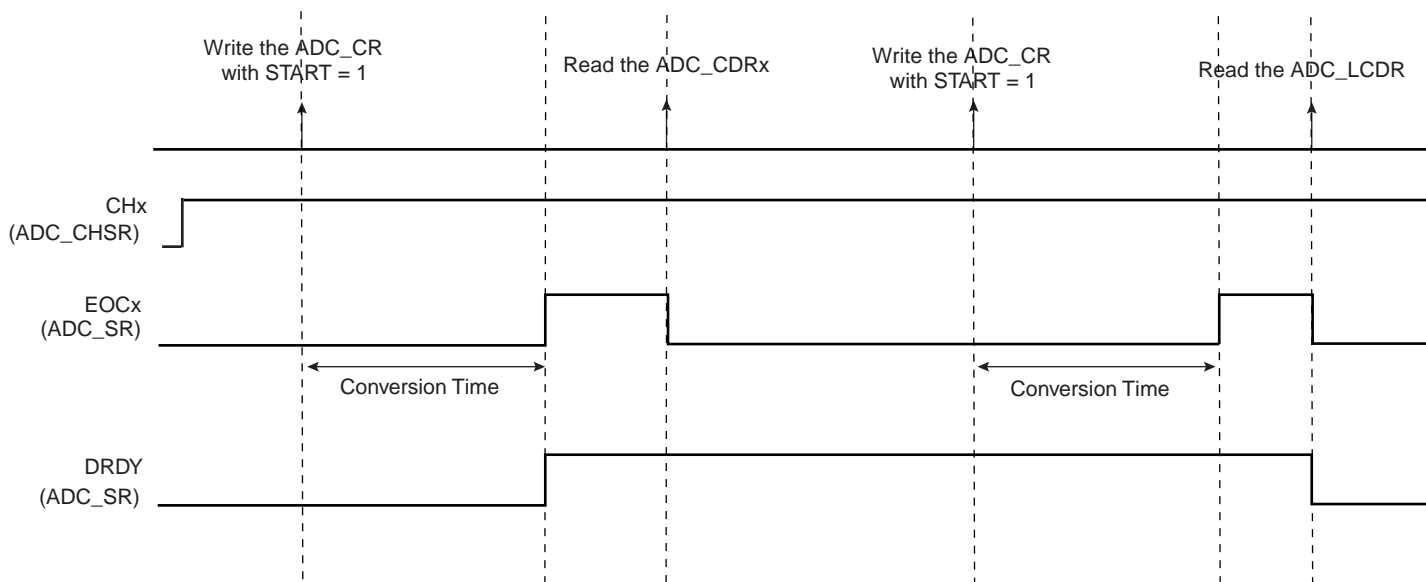 Write the ADC_CR
with START = 1
Read the ADC_CDRx
Write the ADC_CR
with START = 1
Read the ADC_LCDR
CHx
(ADC_CHSR)
EOCx
(ADC_SR)
Conversion Time
Conversion Time
DRDY
(ADC_SR)